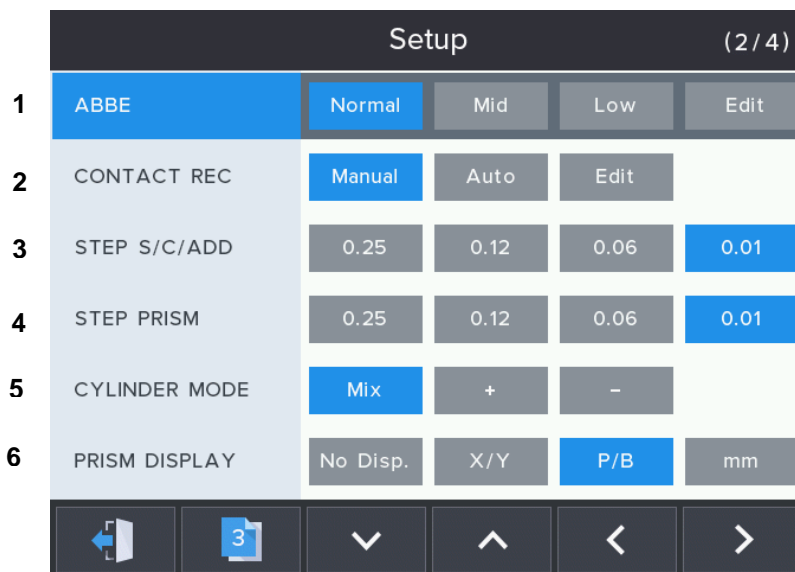 Setup (2/4)
1 ABBE Normal Mid Low Edit
2 CONTACT REC Manual Auto Edit
3 STEP S/C/ADD 0.25 0.12 0.06 0.01
4 STEP PRISM 0.25 0.12 0.06 0.01
5 CYLINDER MODE Mix + −
6 PRISM DISPLAY No Disp. X/Y P/B mm
3